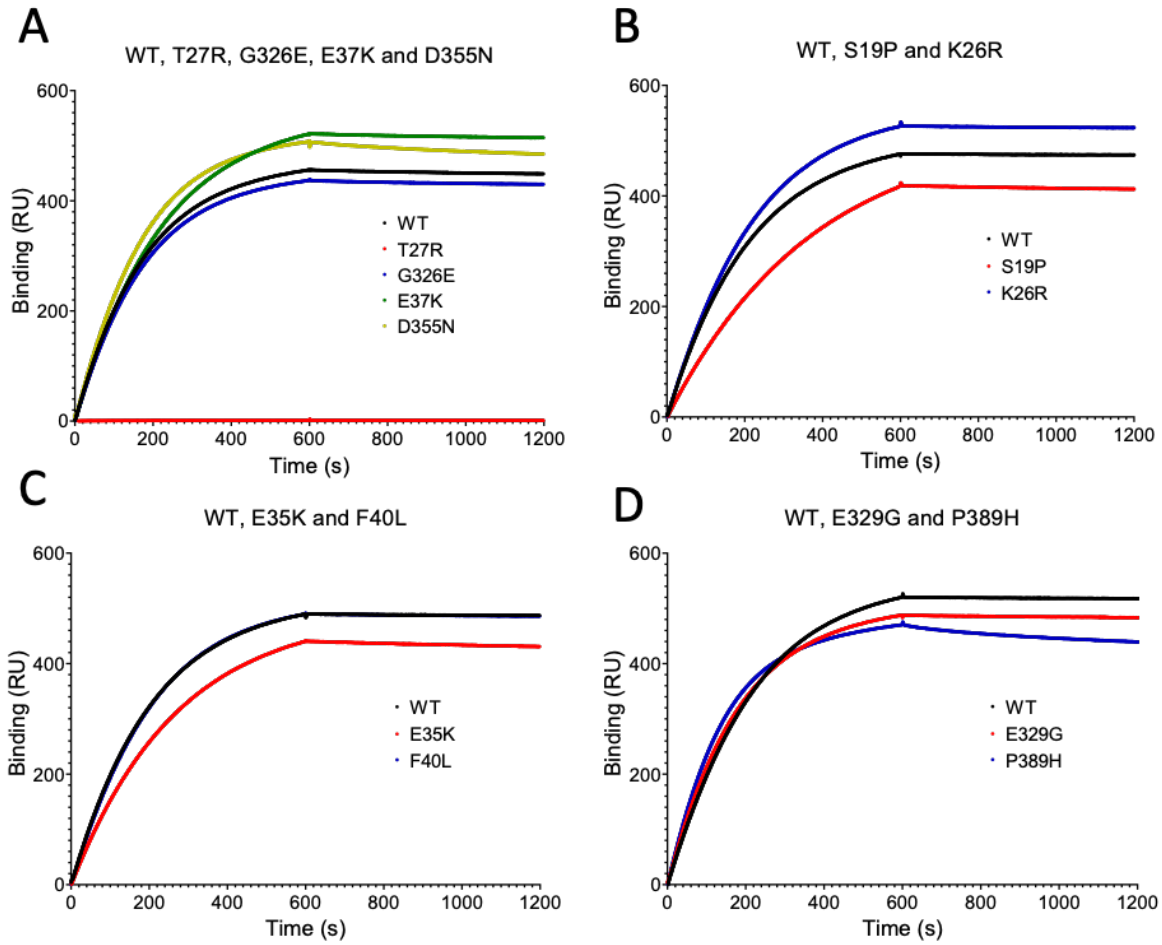 A
WT, T27R, G326E, E37K and D355N
Binding (RU)
600
400
200
0
0 200 400 600 800 1000 1200
Time (s)
WT
T27R
G326E
E37K
D355N
B
WT, S19P and K26R
Binding (RU)
600
400
200
0
0 200 400 600 800 1000 1200
Time (s)
WT
S19P
K26R
C
WT, E35K and F40L
Binding (RU)
600
400
200
0
0 200 400 600 800 1000 1200
Time (s)
WT
E35K
F40L
D
WT, E329G and P389H
Binding (RU)
600
400
200
0
0 200 400 600 800 1000 1200
Time (s)
WT
E329G
P389H